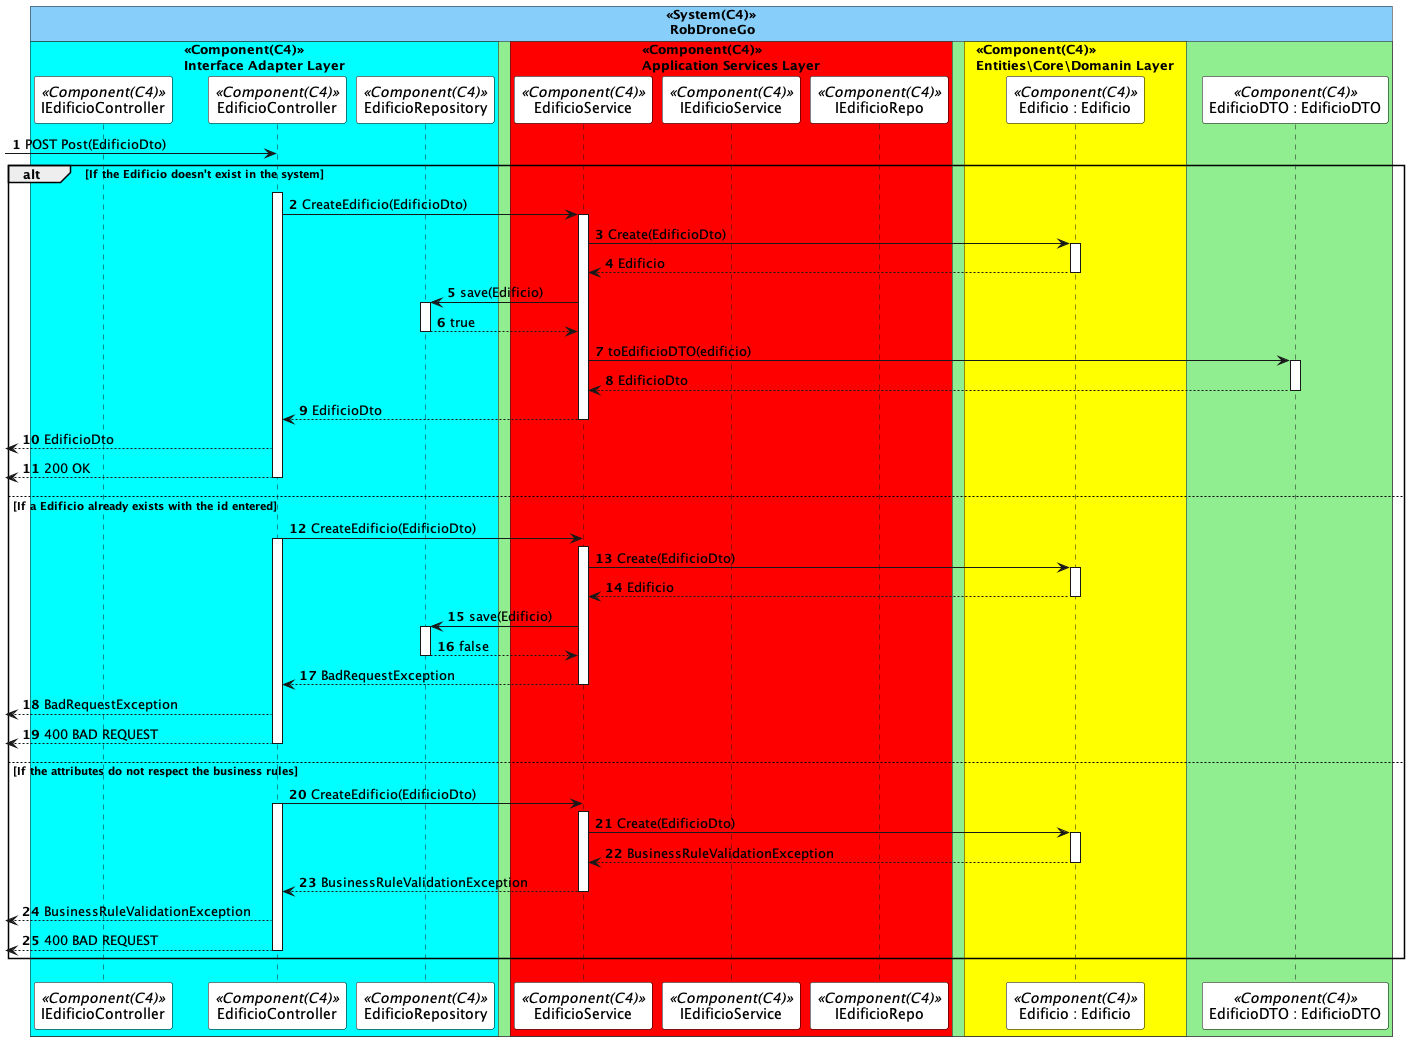 «System(C4)»
RobDroneGo
«Component(C4)»
Interface Adapter Layer
«Component(C4)»
Application Services Layer
«Component(C4)»
Entities\Core\Domanin Layer
«Component(C4)»
IEdificioController
«Component(C4)»
EdificioController
«Component(C4)»
EdificioRepository
«Component(C4)»
EdificioService
«Component(C4)»
IEdificioService
«Component(C4)»
IEdificioRepo
«Component(C4)»
Edificio : Edificio
«Component(C4)»
EdificioDTO : EdificioDTO
1 POST Post(EdificioDto)
alt [If the Edificio doesn't exist in the system]
2 CreateEdificio(EdificioDto)
3 Create(EdificioDto)
4 Edificio
5 save(Edificio)
6 true
7 toEdificioDTO(edificio)
8 EdificioDto
9 EdificioDto
10 EdificioDto
11 200 OK
[If a Edificio already exists with the id entered]
12 CreateEdificio(EdificioDto)
13 Create(EdificioDto)
14 Edificio
15 save(Edificio)
16 false
17 BadRequestException
18 BadRequestException
19 400 BAD REQUEST
[If the attributes do not respect the business rules]
20 CreateEdificio(EdificioDto)
21 Create(EdificioDto)
22 BusinessRuleValidationException
23 BusinessRuleValidationException
24 BusinessRuleValidationException
25 400 BAD REQUEST
«Component(C4)»
IEdificioController
«Component(C4)»
EdificioController
«Component(C4)»
EdificioRepository
«Component(C4)»
EdificioService
«Component(C4)»
IEdificioService
«Component(C4)»
IEdificioRepo
«Component(C4)»
Edificio : Edificio
«Component(C4)»
EdificioDTO : EdificioDTO